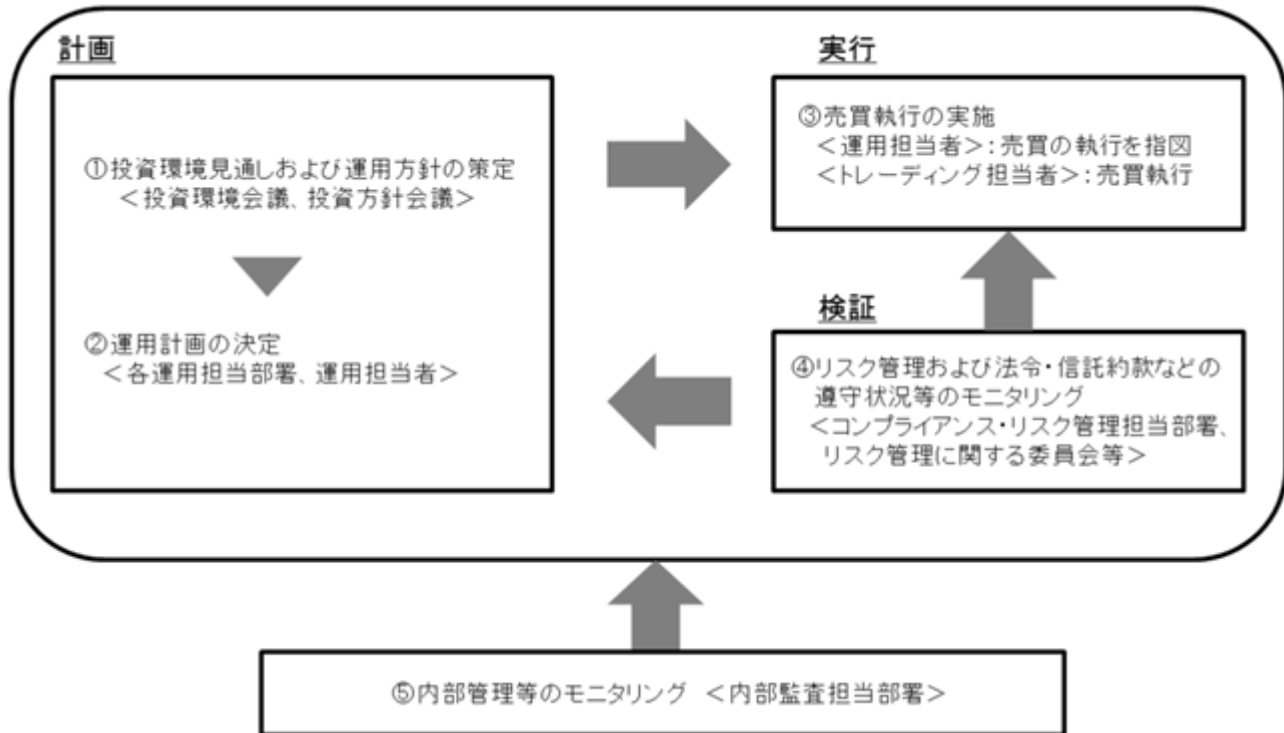 計画
①投資環境見通しおよび運用方針の策定
＜投資環境会議、投資方針会議＞
②運用計画の決定
＜各運用担当部署、運用担当者＞
実行
③売買執行の実施
＜運用担当者＞：売買の執行を指図
＜トレーディング担当者＞：売買執行
検証
④リスク管理および法令・信託約款などの
遵守状況等のモニタリング
＜コンプライアンス・リスク管理担当部署、
リスク管理に関する委員会等＞
⑤内部管理等のモニタリング ＜内部監査担当部署＞